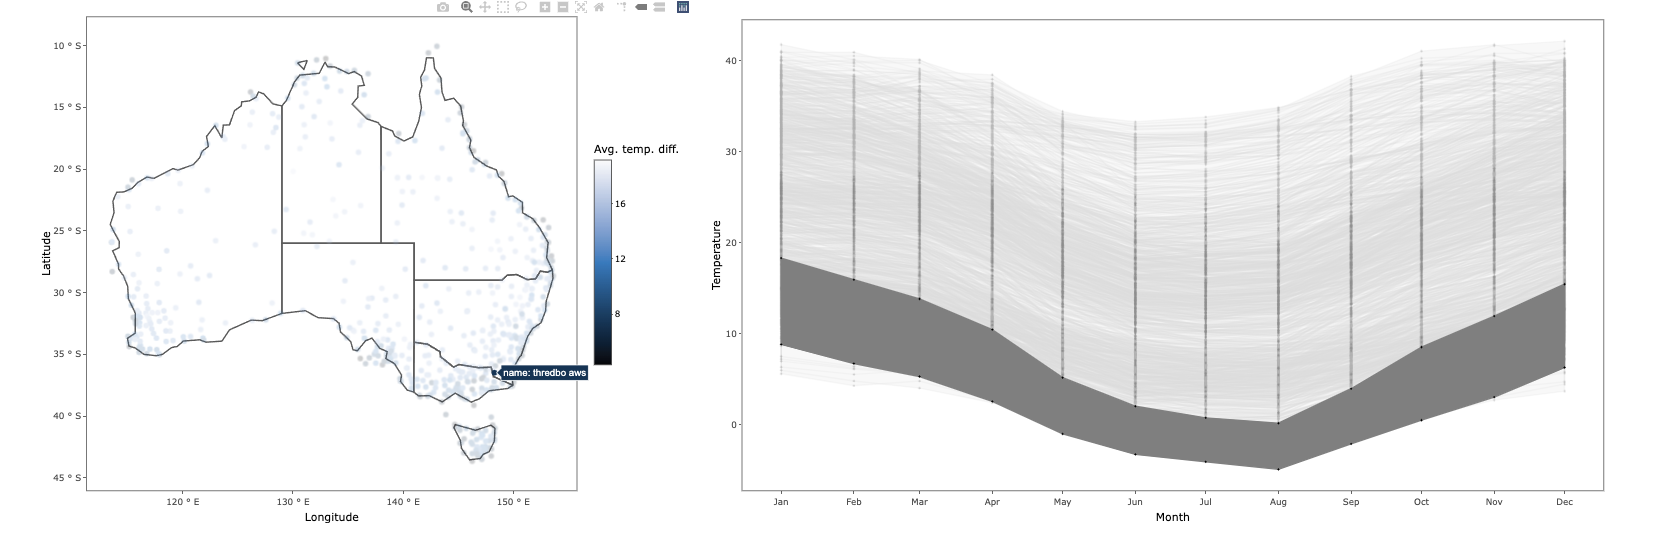 10 ° S
15 ° S
20 ° S
25 ° S
30 ° S
35 ° S
40 ° S
45 ° S
Latitude
120 ° E
130 ° E
140 ° E
150 ° E
Longitude
name: thredbo aws
Avg. temp. diff.
16
12
8
40
30
20
10
0
Temperature
Jan
Feb
Mar
Apr
May
Jun
Jul
Aug
Sep
Oct
Nov
Dec
Month